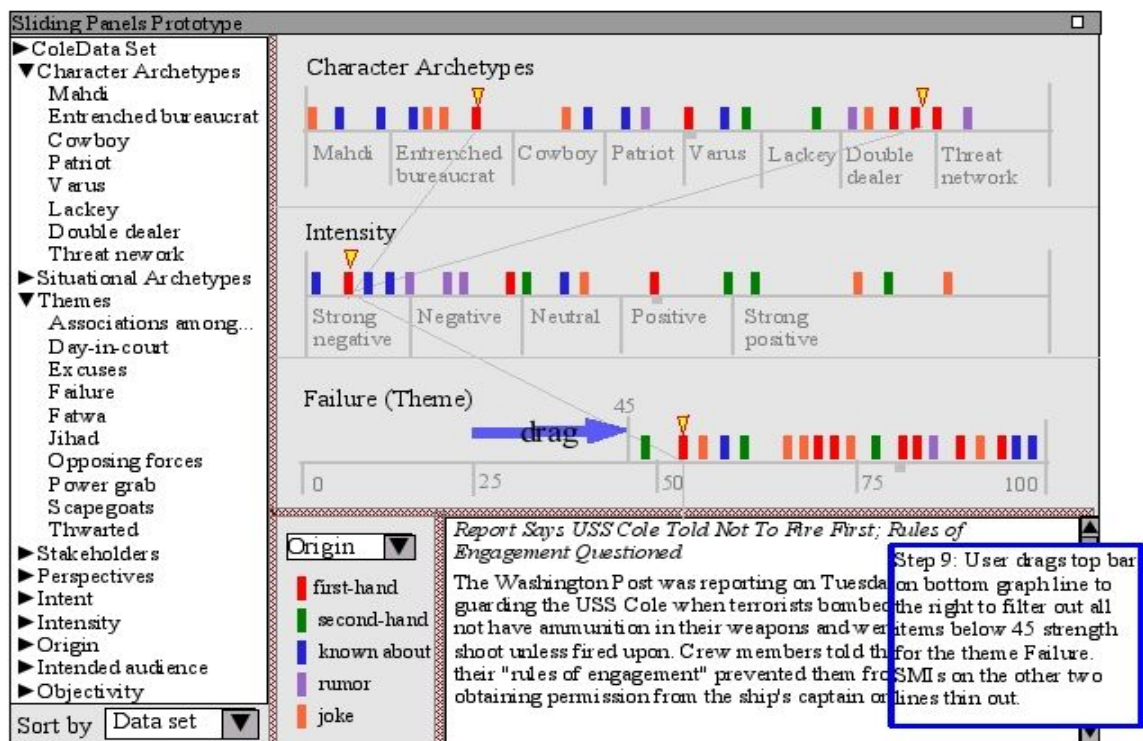 Sliding Panels Prototype
ColeData Set
Character Archetypes
Mahdi
Entrenched bureaucrat
Cowboy
Patriot
Varus
Lackey
Double dealer
Threat nework
Situational Archetypes
Themes
Associations among...
Day-in-court
Excuses
Failure
Fatwa
Jihad
Opposing forces
Power grab
Scapegoats
Thwarted
Stakeholders
Perspectives
Intent
Intensity
Origin
Intended audience
Objectivity
Sort by Data set
Character Archetypes
Mahdi
Entrenched
bureaucrat
Cowboy
Patriot
Varus
Lackey
Double
dealer
Threat
network
Intensity
Strong
negative
Negative
Neutral
Positive
Strong
positive
Failure (Theme)
45
drag
0 25 50 75 100
Origin
first-hand
second-hand
known about
rumor
joke
Report Says USS Cole Told Not To Fire First; Rules of
Engagement Questioned
The Washington Post was reporting on
guarding the USS Cole when terrorists
not have ammunition in their weapons and
shoot unless fired upon. Crew members told
their "rules of engagement" prevented them
obtaining permission from the ship's captain
Step 9: User drags top bar
on bottom graph line to
the right to filter out all
items below 45 strength
for the theme Failure.
SMIs on the other two
lines thin out.